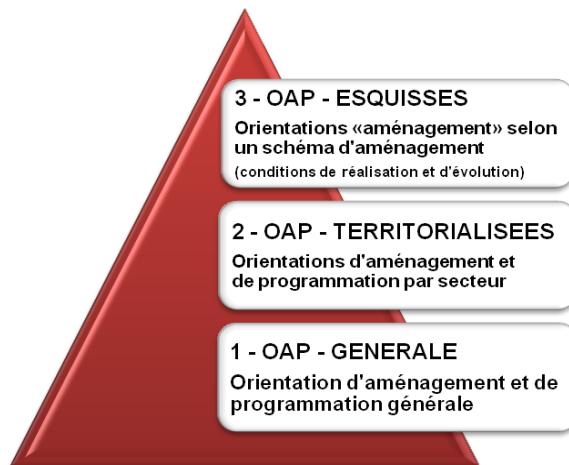 3 - OAP - ESQUISSES
Orientations «aménagement» selon
un schéma d'aménagement
(conditions de réalisation et d'évolution)
2 - OAP - TERRITORIALISEES
Orientations d'aménagement et
de programmation par secteur
1 - OAP - GENERALE
Orientation d'aménagement et de
programmation générale